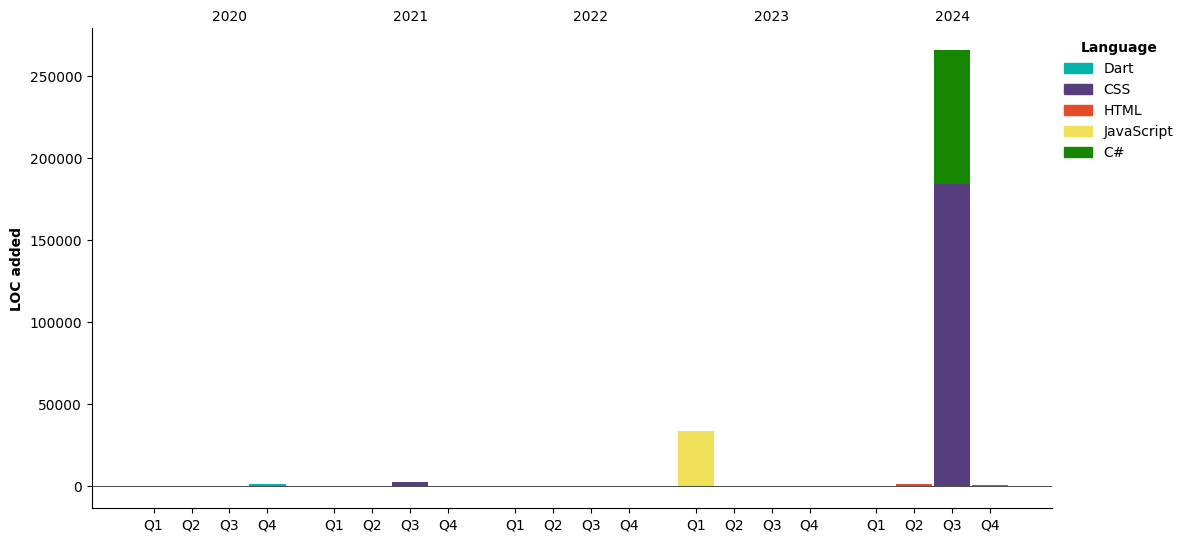 2020 2021 2022 2023 2024
Language
Dart
CSS
HTML
JavaScript
C#
LOC added
250000
200000
150000
100000
50000
0
Q1 Q2 Q3 Q4 Q1 Q2 Q3 Q4 Q1 Q2 Q3 Q4 Q1 Q2 Q3 Q4 Q1 Q2 Q3 Q4